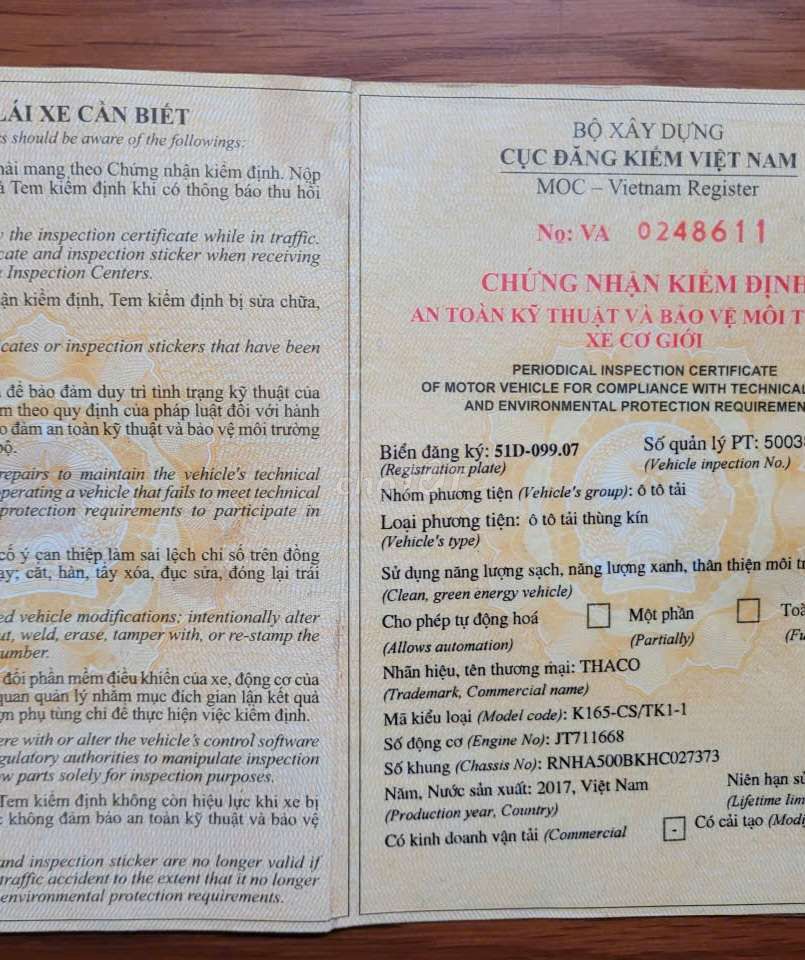 LÁI XE CẦN BIẾT
should be aware of the followings:
mang theo Chứng nhận kiểm định. Nộp
Tem kiểm định khi có thông báo thu hồi
the inspection certificate while in traffic.
cate and inspection sticker when receiving
Inspection Centers.
ận kiểm định, Tem kiểm định bị sửa chữa,
cates or inspection stickers that have been
để bảo đảm duy trì tình trạng kỹ thuật của
m theo quy định của pháp luật đối với hành
o đảm an toàn kỹ thuật và bảo vệ môi trường
bộ.
repairs to maintain the vehicle's technical
operating a vehicle that fails to meet technical
protection requirements to participate in
cố ý can thiệp làm sai lệch chỉ số trên đồng
ay; cắt, hàn, tẩy xóa, đục sửa, đóng lại trái
ed vehicle modifications; intentionally alter
ut, weld, erase, tamper with, or re-stamp the
umber.
đổi phần mềm điều khiển của xe, động cơ của
quan quản lý nhằm mục đích gian lận kết quả
ợn phụ tùng chỉ để thực hiện việc kiểm định.
ere with or alter the vehicle's control software
egulatory authorities to manipulate inspection
w parts solely for inspection purposes.
Tem kiểm định không còn hiệu lực khi xe bị
c không đảm bảo an toàn kỹ thuật và bảo vệ
and inspection sticker are no longer valid if
traffic accident to the extent that it no longer
environmental protection requirements.
BỘ XÂY DỰNG
CỤC ĐĂNG KIỂM VIỆT NAM
MOC – Vietnam Register
No: VA 0248611
CHỨNG NHẬN KIỂM ĐỊNH
AN TOÀN KỸ THUẬT VÀ BẢO VỆ MÔI T
XE CƠ GIỚI
PERIODICAL INSPECTION CERTIFICATE
OF MOTOR VEHICLE FOR COMPLIANCE WITH TECHNICAL
AND ENVIRONMENTAL PROTECTION REQUIREMEN
Biển đăng ký: 51D-099.07 Số quản lý PT: 5003
(Registration plate) (Vehicle inspection No.)
Nhóm phương tiện (Vehicle's group): ô tô tải
Loại phương tiện: ô tô tải thùng kín
(Vehicle's type)
Sử dụng năng lượng sạch, năng lượng xanh, thân thiện môi tr
(Clean, green energy vehicle)
Cho phép tự động hoá Một phần Toà
(Allows automation) (Partially) (Fu
Nhãn hiệu, tên thương mại: THACO
(Trademark, Commercial name)
Mã kiểu loại (Model code): K165-CS/TK1-1
Số động cơ (Engine No): JT711668
Số khung (Chassis No): RNHA500BKHC027373
Năm, Nước sản xuất: 2017, Việt Nam Niên hạn sử
(Production year, Country) (Lifetime lim
Có kinh doanh vận tải (Commercial - Có cải tạo (Modi